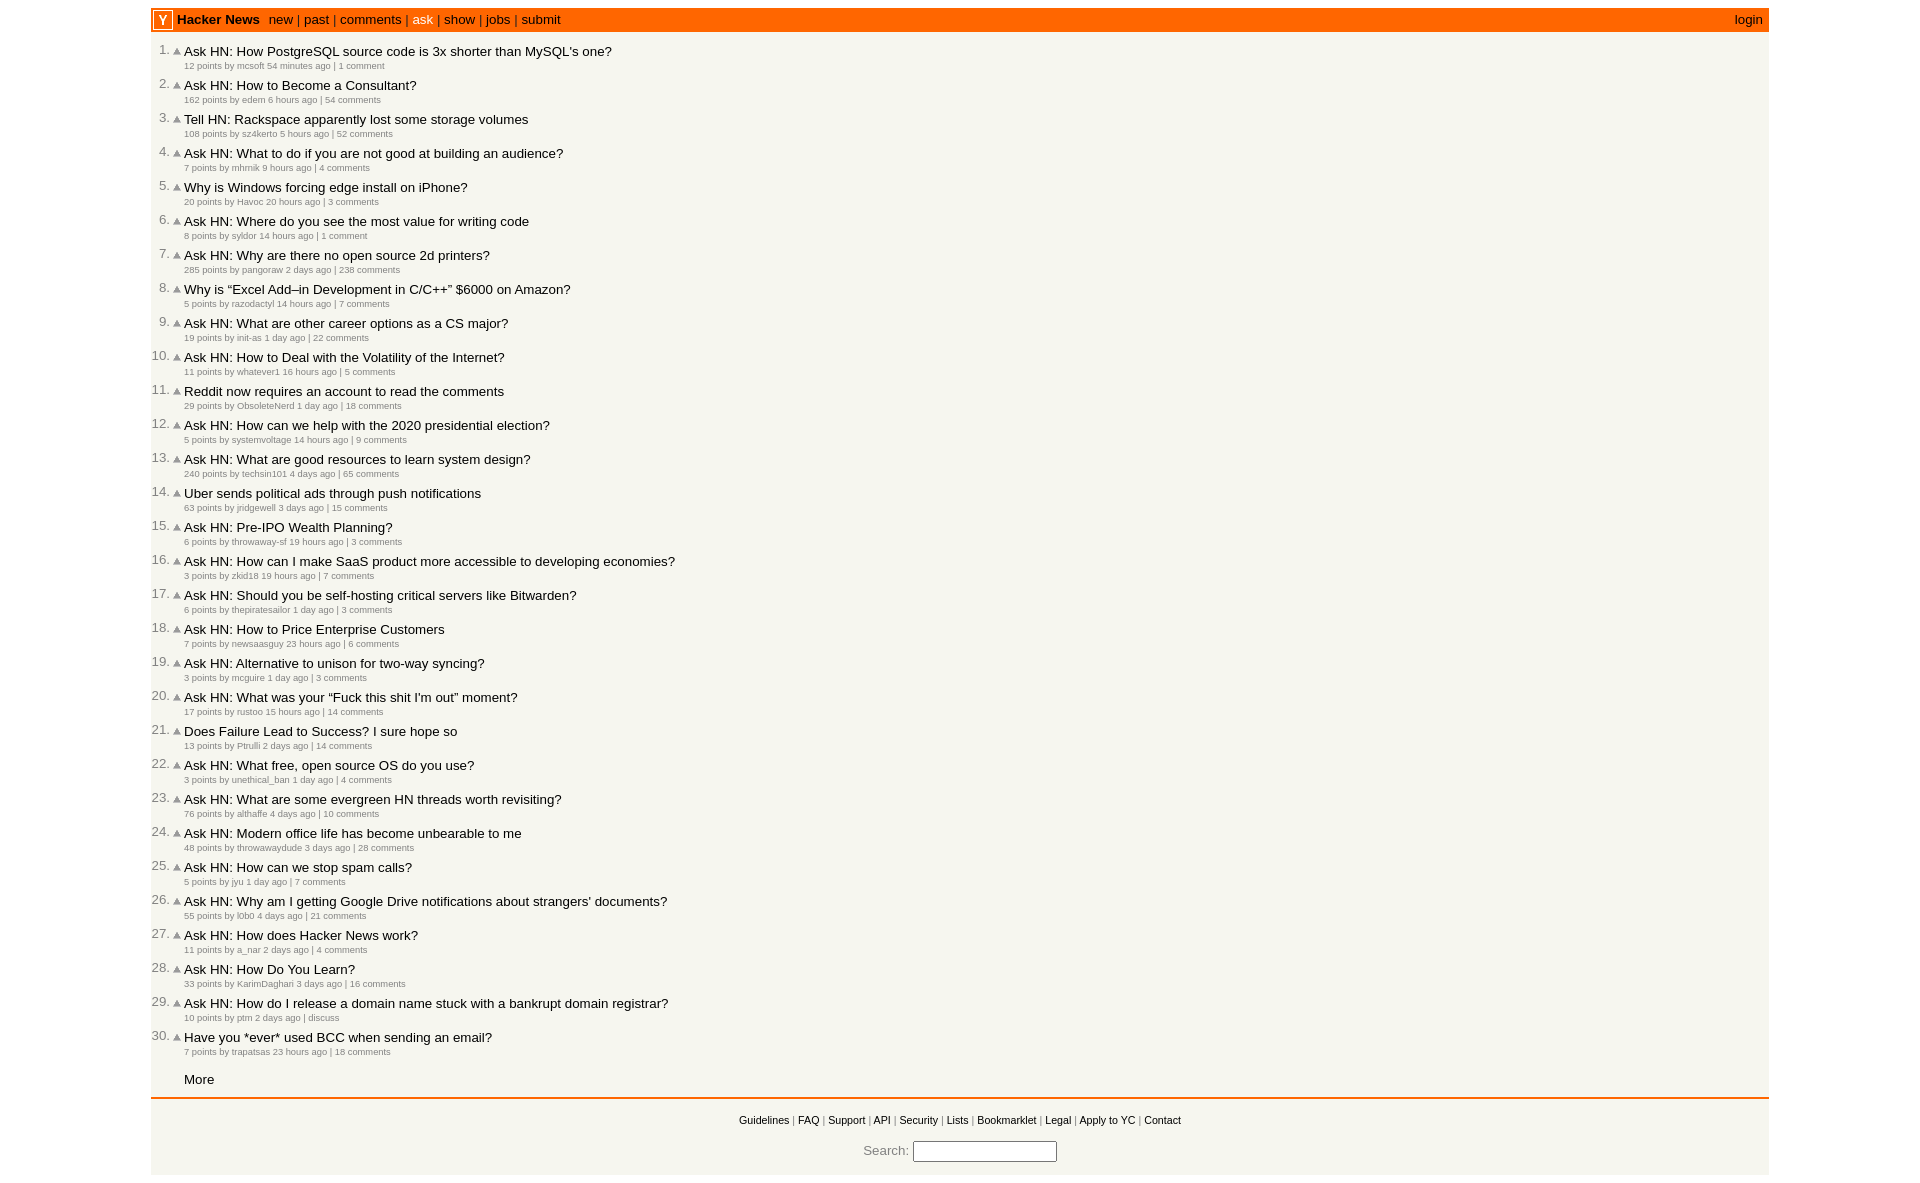 Y Hacker News new | past | comments | ask | show | jobs | submit login
1. Ask HN: How PostgreSQL source code is 3x shorter than MySQL's one?
12 points by mcsoft 54 minutes ago | 1 comment
2. Ask HN: How to Become a Consultant?
162 points by edem 6 hours ago | 54 comments
3. Tell HN: Rackspace apparently lost some storage volumes
108 points by sz4kerto 5 hours ago | 52 comments
4. Ask HN: What to do if you are not good at building an audience?
7 points by mhmik 9 hours ago | 4 comments
5. Why is Windows forcing edge install on iPhone?
20 points by Havoc 20 hours ago | 3 comments
6. Ask HN: Where do you see the most value for writing code
8 points by syldor 14 hours ago | 1 comment
7. Ask HN: Why are there no open source 2d printers?
285 points by pangoraw 2 days ago | 238 comments
8. Why is “Excel Add–in Development in C/C++” $6000 on Amazon?
5 points by razodactyl 14 hours ago | 7 comments
9. Ask HN: What are other career options as a CS major?
19 points by init-as 1 day ago | 22 comments
10. Ask HN: How to Deal with the Volatility of the Internet?
11 points by whatever1 16 hours ago | 5 comments
11. Reddit now requires an account to read the comments
29 points by ObsoleteNerd 1 day ago | 18 comments
12. Ask HN: How can we help with the 2020 presidential election?
5 points by systemvoltage 14 hours ago | 9 comments
13. Ask HN: What are good resources to learn system design?
240 points by techsin101 4 days ago | 65 comments
14. Uber sends political ads through push notifications
63 points by jridgewell 3 days ago | 15 comments
15. Ask HN: Pre-IPO Wealth Planning?
6 points by throwaway-sf 19 hours ago | 3 comments
16. Ask HN: How can I make SaaS product more accessible to developing economies?
3 points by zkid18 19 hours ago | 7 comments
17. Ask HN: Should you be self-hosting critical servers like Bitwarden?
6 points by thepiratesailor 1 day ago | 3 comments
18. Ask HN: How to Price Enterprise Customers
7 points by newsaasguy 23 hours ago | 6 comments
19. Ask HN: Alternative to unison for two-way syncing?
3 points by mcguire 1 day ago | 3 comments
20. Ask HN: What was your “Fuck this shit I'm out” moment?
17 points by rustoo 15 hours ago | 14 comments
21. Does Failure Lead to Success? I sure hope so
13 points by Ptrulli 2 days ago | 14 comments
22. Ask HN: What free, open source OS do you use?
3 points by unethical_ban 1 day ago | 4 comments
23. Ask HN: What are some evergreen HN threads worth revisiting?
76 points by althaffe 4 days ago | 10 comments
24. Ask HN: Modern office life has become unbearable to me
48 points by throwawaydude 3 days ago | 28 comments
25. Ask HN: How can we stop spam calls?
5 points by jyu 1 day ago | 7 comments
26. Ask HN: Why am I getting Google Drive notifications about strangers' documents?
55 points by l0b0 4 days ago | 21 comments
27. Ask HN: How does Hacker News work?
11 points by a_nar 2 days ago | 4 comments
28. Ask HN: How Do You Learn?
33 points by KarimDaghari 3 days ago | 16 comments
29. Ask HN: How do I release a domain name stuck with a bankrupt domain registrar?
10 points by ptm 2 days ago | discuss
30. Have you *ever* used BCC when sending an email?
7 points by trapatsas 23 hours ago | 18 comments
More
Guidelines | FAQ | Support | API | Security | Lists | Bookmarklet | Legal | Apply to YC | Contact
Search: